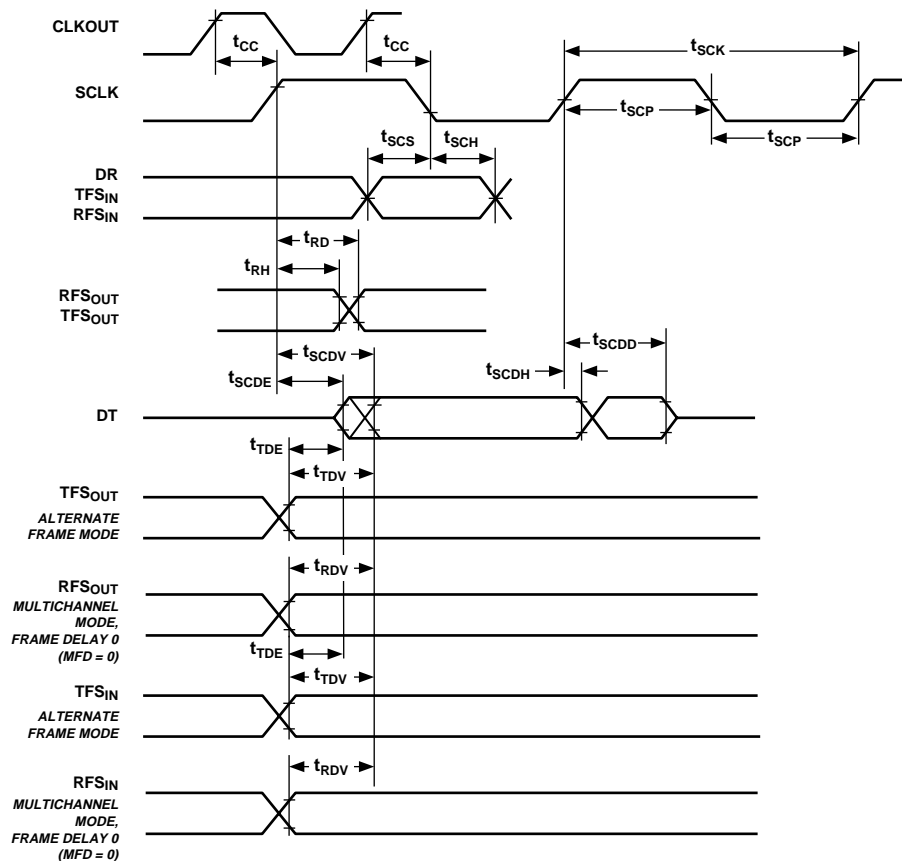 CLKOUT
tCC
tCC
tSCK
SCLK
tSCP
tSCP
tSCS
tSCH
DR
TFSIN
RFSIN
tRD
tRH
RFSOUT
TFSOUT
tSCDV
tSCDD
tSCDE
tSCDH
DT
tTDE
tTDV
TFSOUT
ALTERNATE
FRAME MODE
tRDV
RFSOUT
MULTICHANNEL
MODE,
FRAME DELAY 0
(MFD = 0)
tTDE
tTDV
TFSIN
ALTERNATE
FRAME MODE
tRDV
RFSIN
MULTICHANNEL
MODE,
FRAME DELAY 0
(MFD = 0)